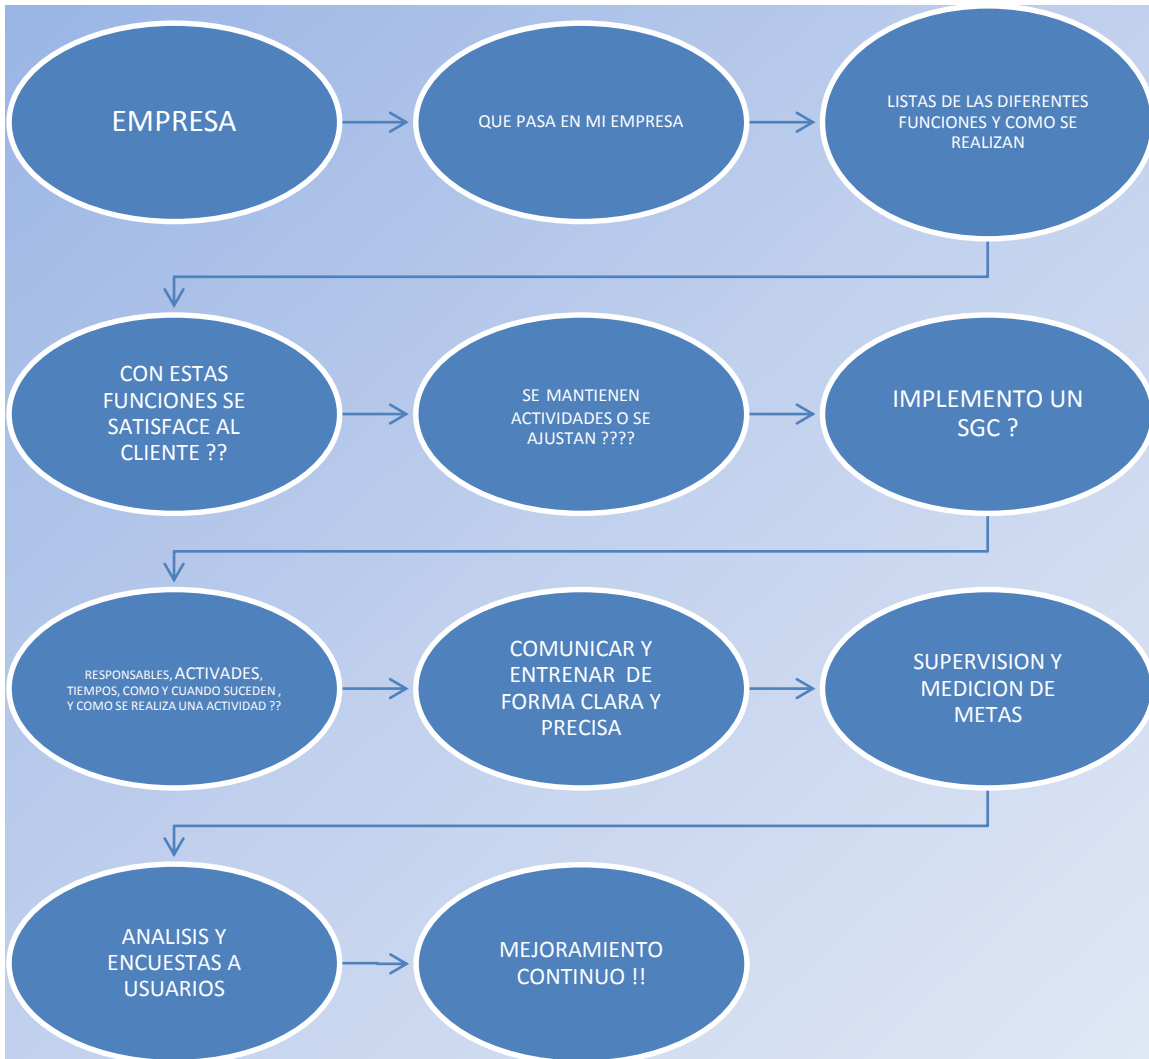 EMPRESA
QUE PASA EN MI EMPRESA
LISTAS DE LAS DIFERENTES
FUNCIONES Y COMO SE
REALIZAN
CON ESTAS
FUNCIONES SE
SATISFACE AL
CLIENTE ??
SE MANTIENEN
ACTIVIDADES O SE
AJUSTAN ????
IMPLEMENTO UN
SGC ?
RESPONSABLES, ACTIVADES,
TIEMPOS, COMO Y CUANDO SUCEDEN ,
Y COMO SE REALIZA UNA ACTIVIDAD ??
COMUNICAR Y
ENTRENAR DE
FORMA CLARA Y
PRECISA
SUPERVISION Y
MEDICION DE
METAS
ANALISIS Y
ENCUESTAS A
USUARIOS
MEJORAMIENTO
CONTINUO !!